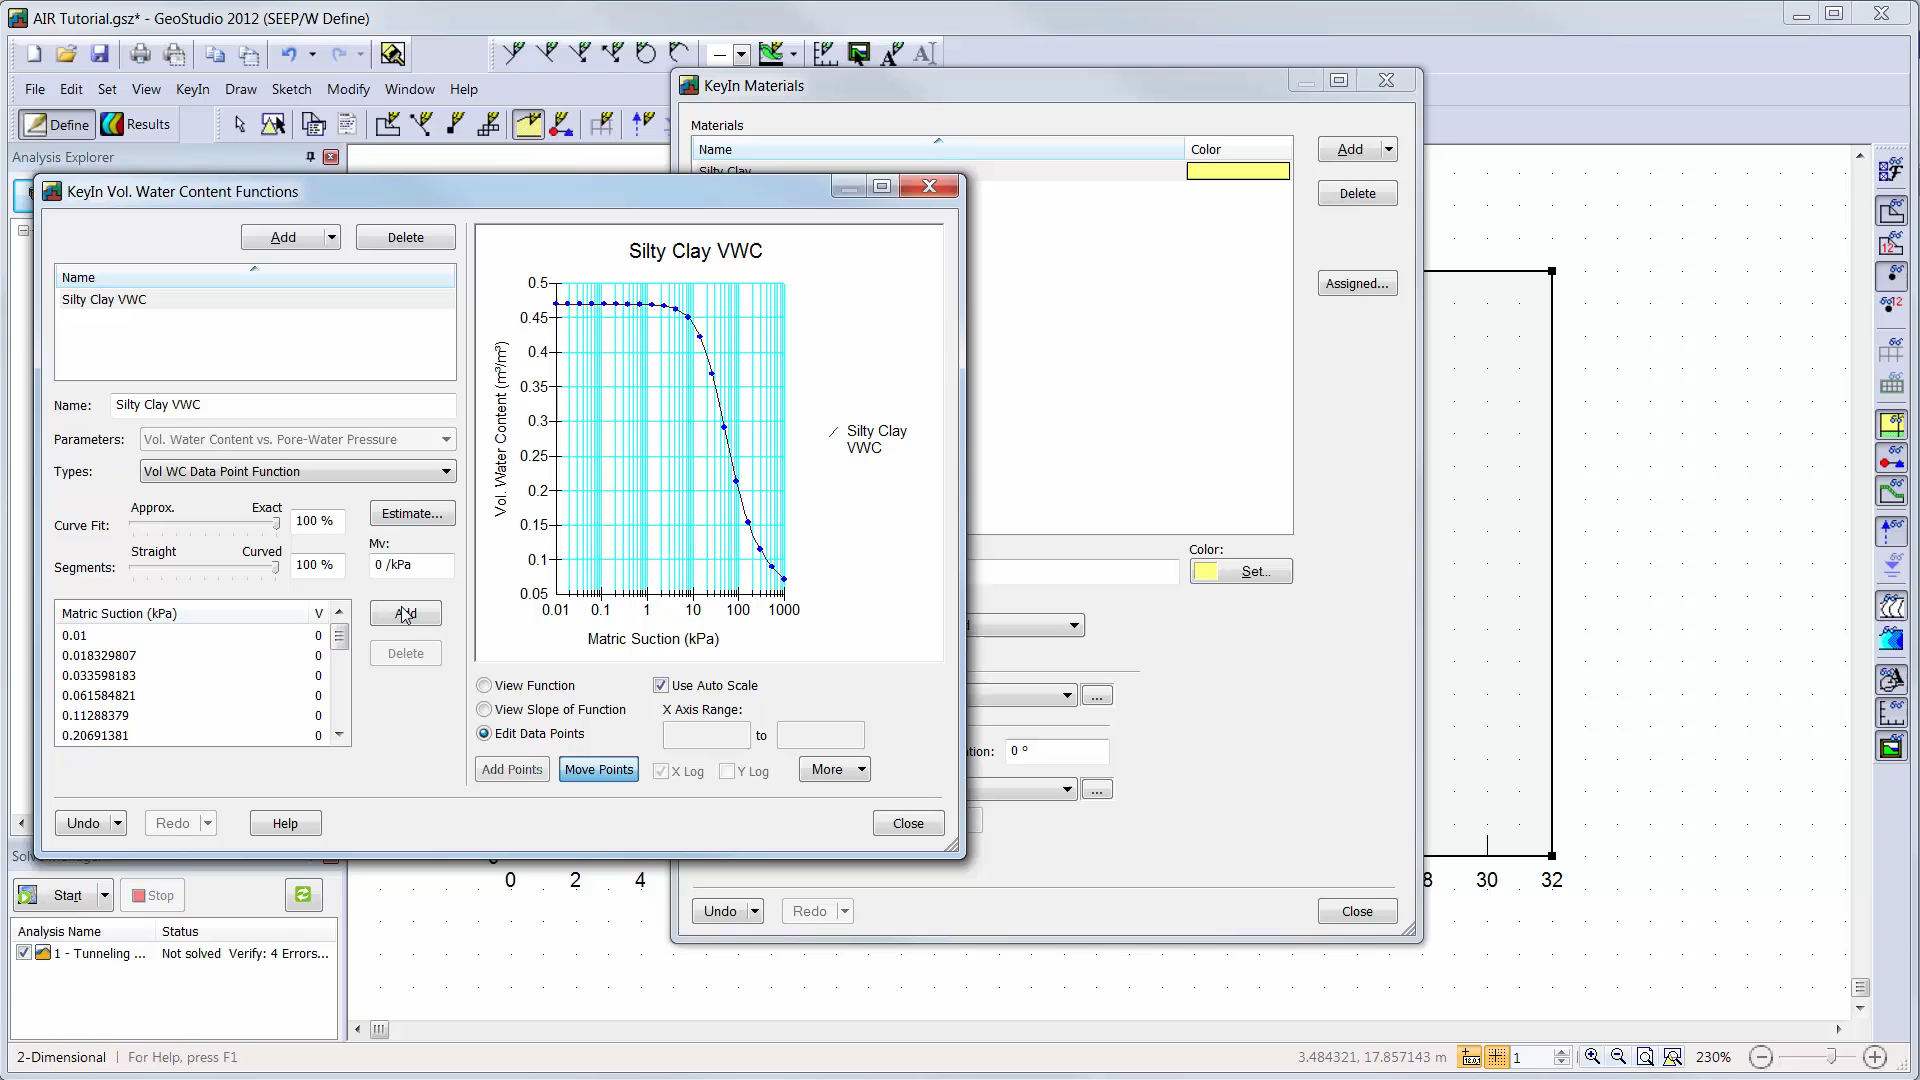 AIR Tutorial.gsz* - GeoStudio 2012 (SEEP/W Define)
File Edit Set View KeyIn Draw Sketch Modify Window Help
Define Results
Analysis Explorer
KeyIn Materials
Materials
Name Color
Silty Clay
Add
Delete
Assigned...
Color:
Set...
0 °
...
...
Undo Redo Close
KeyIn Vol. Water Content Functions
Add Delete
Name
Silty Clay VWC
Name: Silty Clay VWC
Parameters: Vol. Water Content vs. Pore-Water Pressure
Types: Vol WC Data Point Function
Approx. Exact
Curve Fit: 100 % Estimate...
Straight Curved Mv:
Segments: 100 % 0 /kPa
Matric Suction (kPa) V
0.01 0
0.018329807 0
0.033598183 0
0.061584821 0
0.11288379 0
0.20691381 0
Add
Delete
Silty Clay VWC
Vol. Water Content (m³/m³)
0.5
0.45
0.4
0.35
0.3
0.25
0.2
0.15
0.1
0.05
0.01 0.1 1 10 100 1000
Matric Suction (kPa)
Silty Clay
VWC
View Function Use Auto Scale
View Slope of Function X Axis Range:
Edit Data Points to
Add Points Move Points X Log Y Log More
Undo Redo Help Close
0 2 4 8 30 32
Start Stop
Analysis Name Status
1 - Tunneling ... Not solved Verify: 4 Errors...
2-Dimensional For Help, press F1
3.484321, 17.857143 m 1 230%